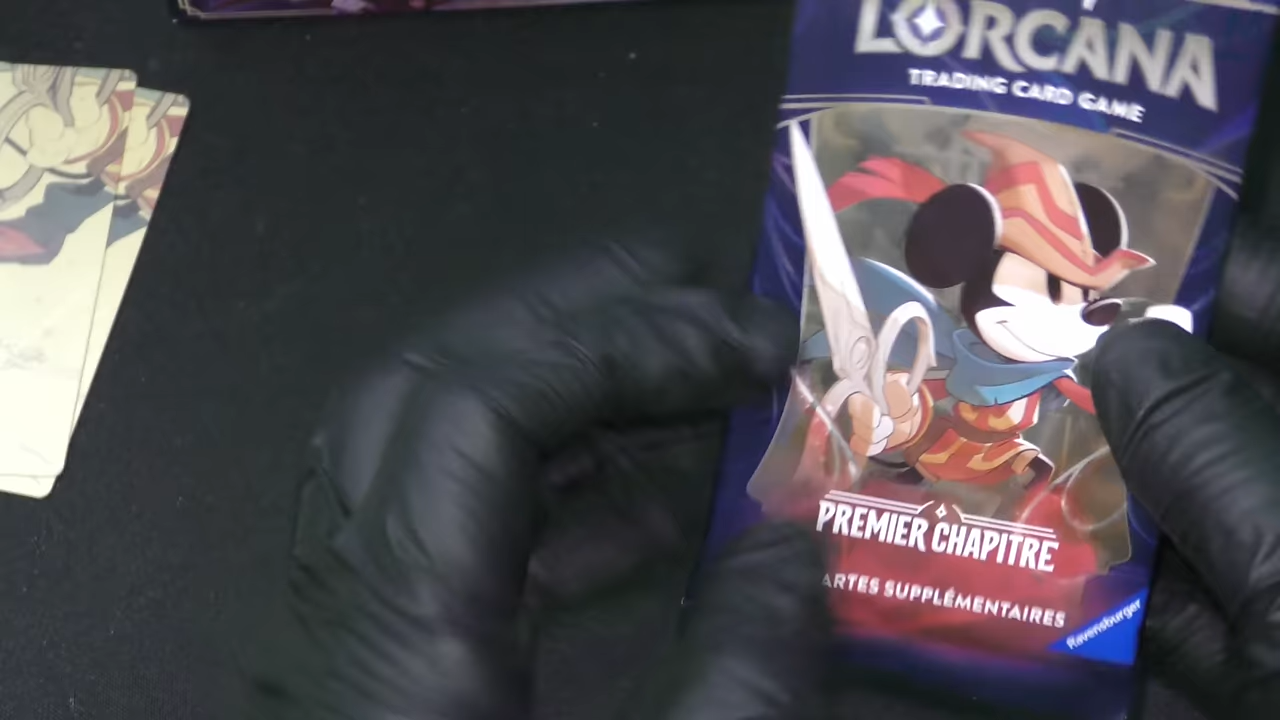 LORCANA
TRADING CARD GAME
PREMIER CHAPITRE
ARTES SUPPLÉMENTAIRES
Ravensburger